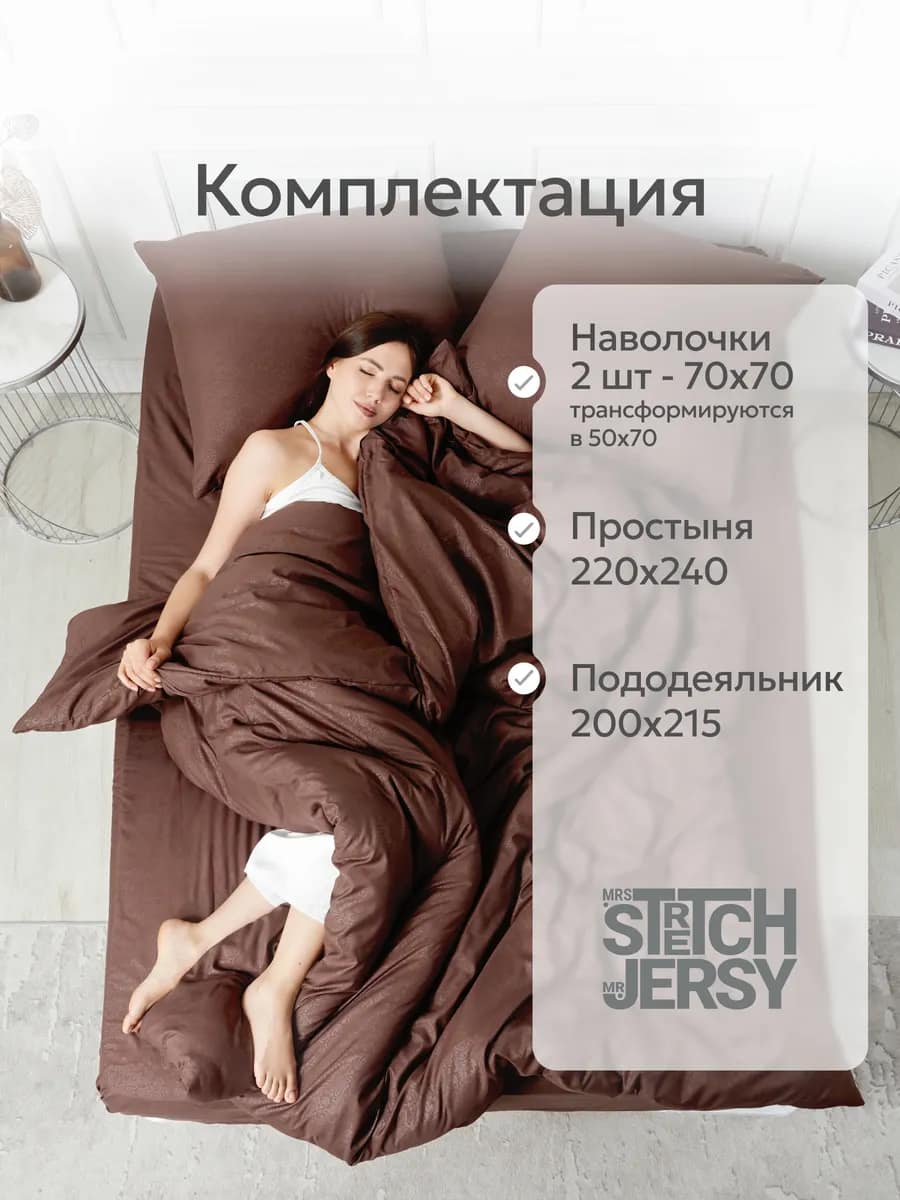 Комплектация
Наволочки
2 шт - 70х70
трансформируются
в 50х70
Простыня
220х240
Пододеяльник
200х215
MRS
STRETCH
MR
JERSY